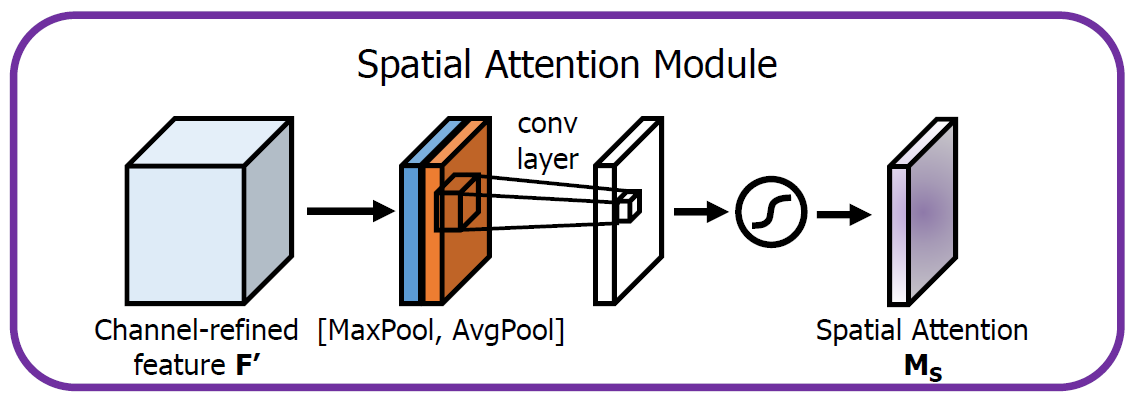 Spatial Attention Module
conv
layer
Channel-refined
feature F’
[MaxPool, AvgPool]
Spatial Attention
Ms